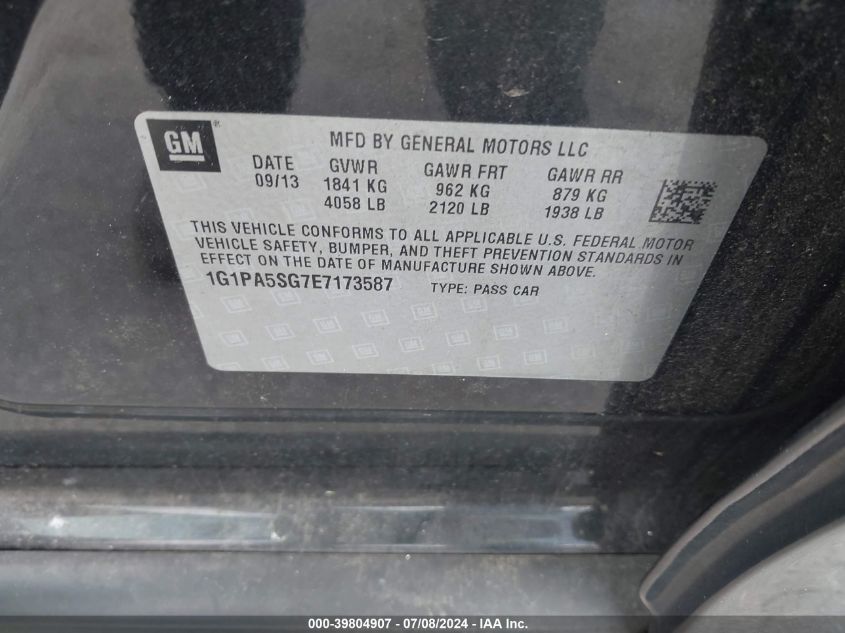 GM ®
MFD BY GENERAL MOTORS LLC
DATE GVWR GAWR FRT GAWR RR
09/13 1841 KG 962 KG 879 KG
4058 LB 2120 LB 1938 LB
THIS VEHICLE CONFORMS TO ALL APPLICABLE U.S. FEDERAL MOTOR
VEHICLE SAFETY, BUMPER, AND THEFT PREVENTION STANDARDS IN
EFFECT ON THE DATE OF MANUFACTURE SHOWN ABOVE.
1G1PA5SG7E7173587 TYPE: PASS CAR
000-39804907 - 07/08/2024 - IAA Inc.